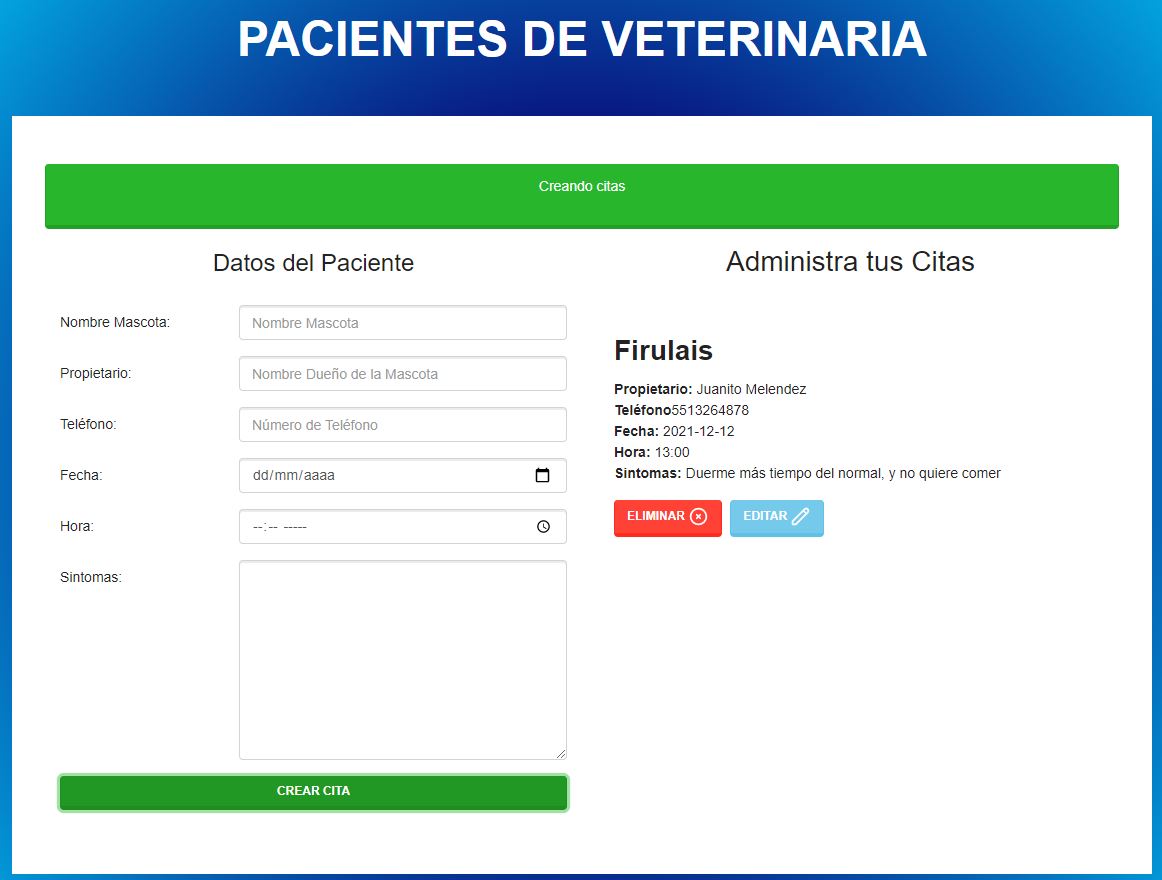 PACIENTES DE VETERINARIA
Creando citas
Datos del Paciente
Nombre Mascota:
Nombre Mascota
Propietario:
Nombre Dueño de la Mascota
Teléfono:
Número de Teléfono
Fecha:
dd/mm/aaaa
Hora:
--:-- -----
Sintomas:
CREAR CITA
Administra tus Citas
Firulais
Propietario: Juanito Melendez
Teléfono5513264878
Fecha: 2021-12-12
Hora: 13:00
Sintomas: Duerme más tiempo del normal, y no quiere comer
ELIMINAR
EDITAR